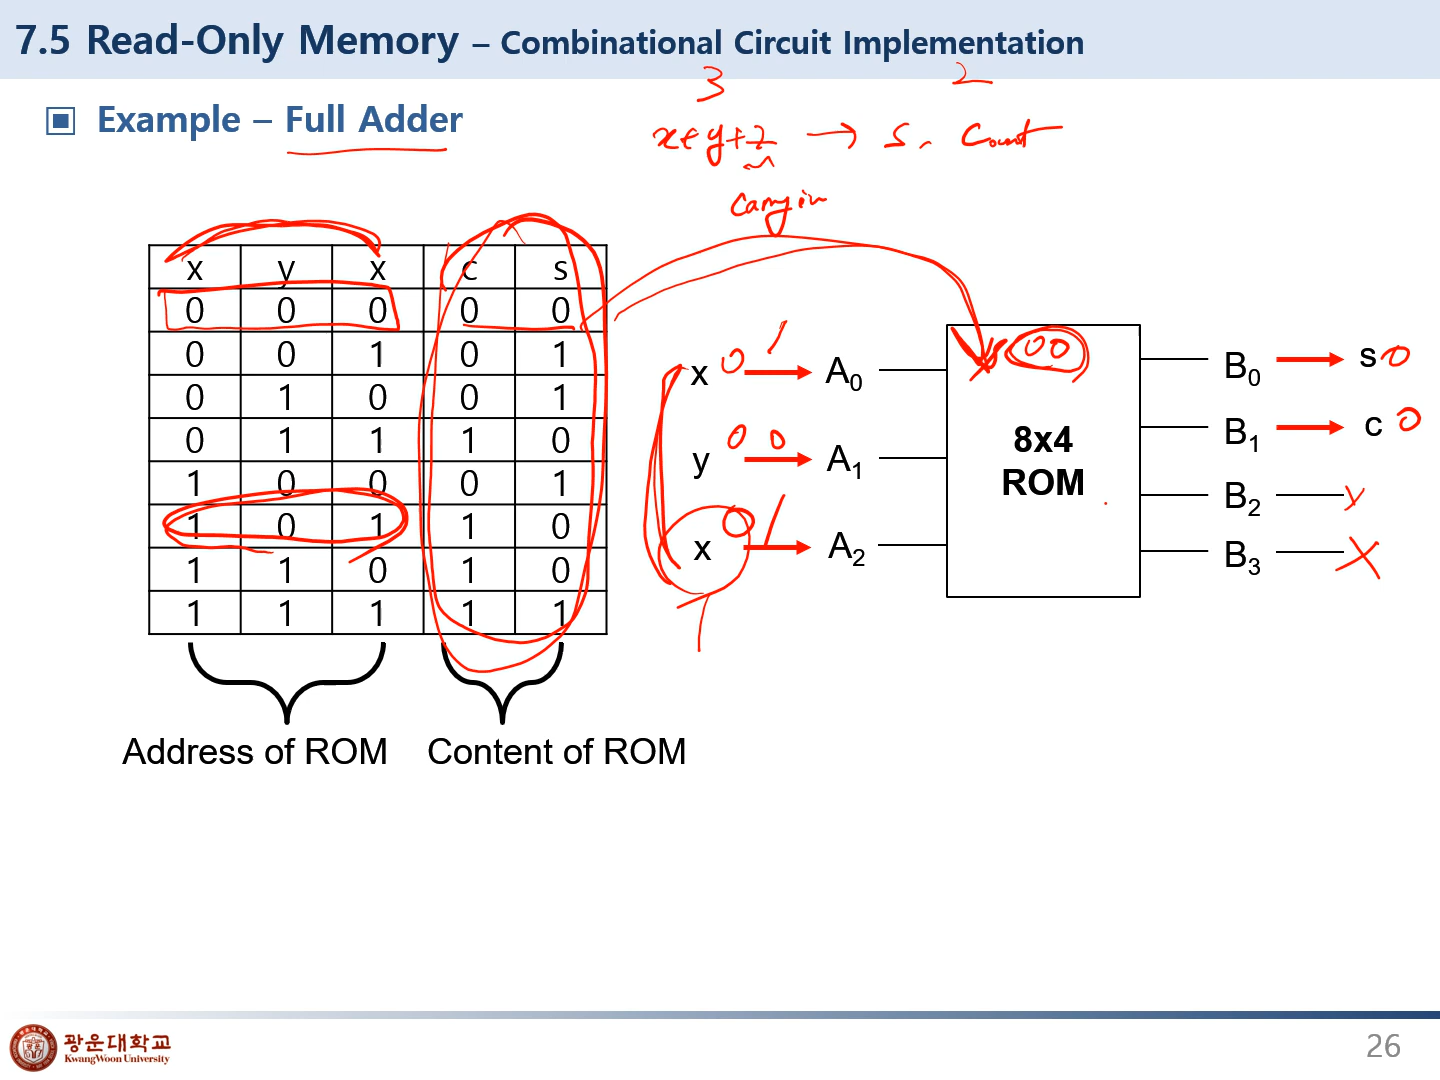 7.5 Read-Only Memory – Combinational Circuit Implementation
3 2
Example – Full Adder
x+y+z → s, Cout
Carry in
x y x c s
0 0 0 0 0
0 0 1 0 1
0 1 0 0 1
0 1 1 1 0
1 0 0 0 1
1 0 1 1 0
1 1 0 1 0
1 1 1 1 1
Address of ROM Content of ROM
x 0 1 A0
y 0 0 A1
x 0 1 A2
00
8x4
ROM
B0 s 0
B1 c 0
B2 x
B3 X
광운대학교
KwangWoon University
26